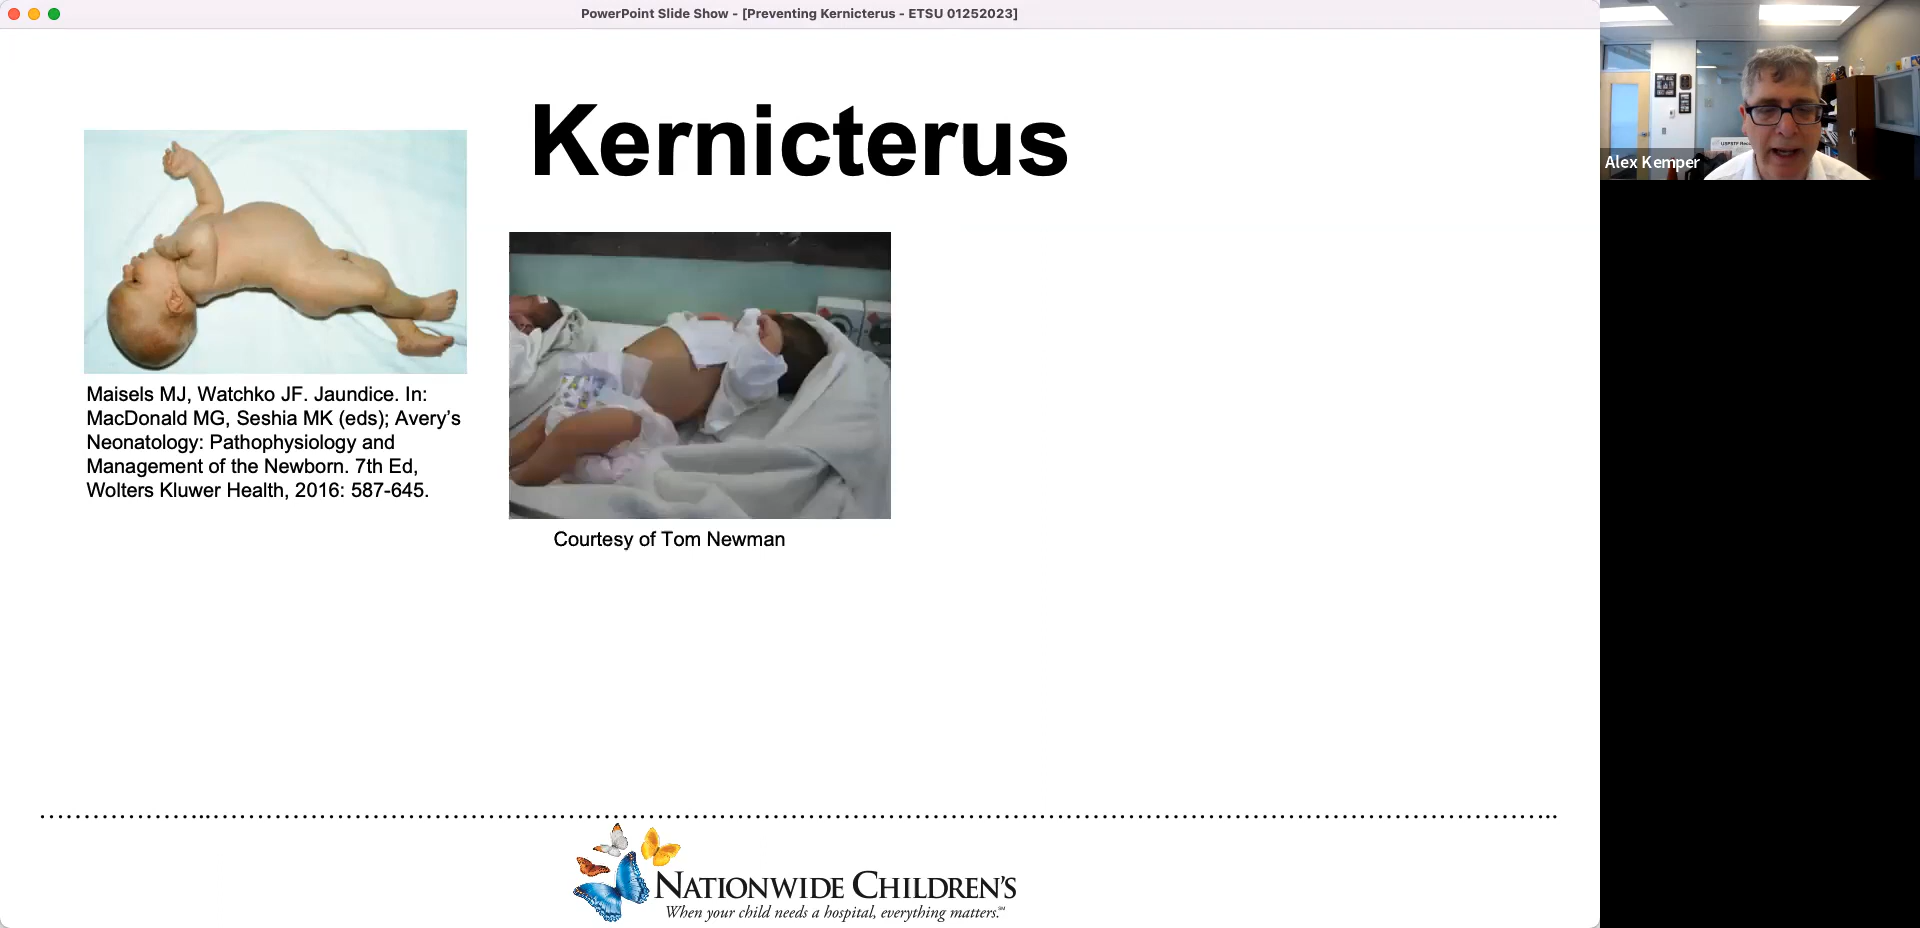 PowerPoint Slide Show - [Preventing Kernicterus - ETSU 01252023]
Kernicterus
Maisels MJ, Watchko JF. Jaundice. In:
MacDonald MG, Seshia MK (eds); Avery's
Neonatology: Pathophysiology and
Management of the Newborn. 7th Ed,
Wolters Kluwer Health, 2016: 587-645.
Courtesy of Tom Newman
NATIONWIDE CHILDREN'S
When your child needs a hospital, everything matters.℠
Alex Kemper